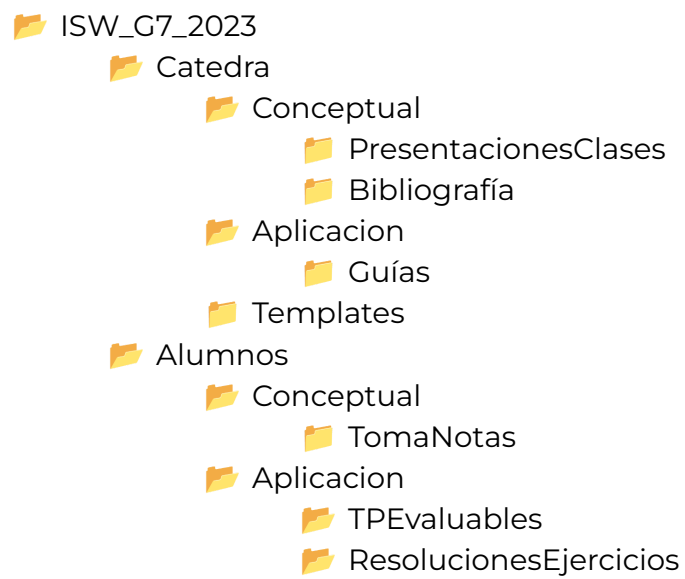 ISW_G7_2023
Catedra
Conceptual
PresentacionesClases
Bibliografía
Aplicacion
Guías
Templates
Alumnos
Conceptual
TomaNotas
Aplicacion
TPEvaluables
ResolucionesEjercicios